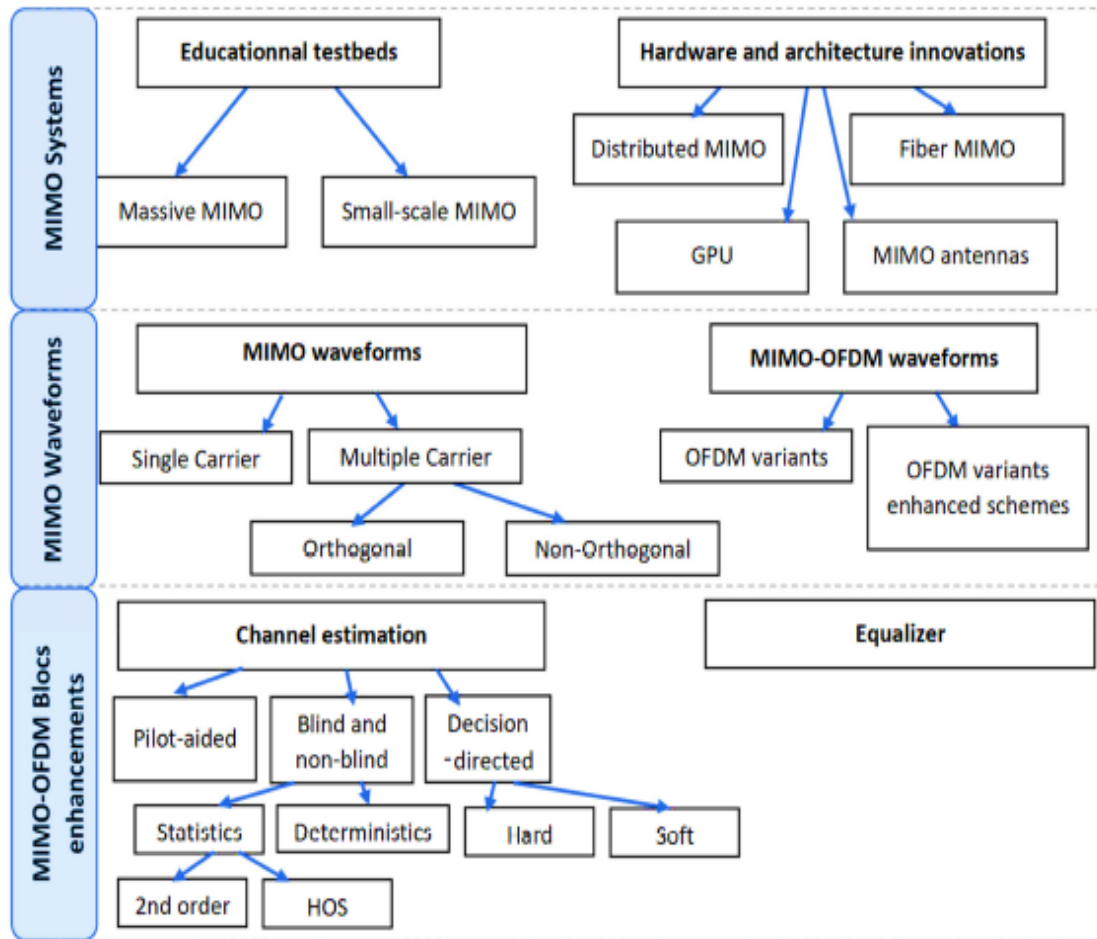 MIMO Systems
Educationnal testbeds
Hardware and architecture innovations
Distributed MIMO
Fiber MIMO
Massive MIMO
Small-scale MIMO
GPU
MIMO antennas
MIMO Waveforms
MIMO waveforms
MIMO-OFDM waveforms
Single Carrier
Multiple Carrier
OFDM variants
OFDM variants
enhanced schemes
Orthogonal
Non-Orthogonal
MIMO-OFDM Blocs
enhancements
Channel estimation
Equalizer
Pilot-aided
Blind and
non-blind
Decision
-directed
Statistics
Deterministics
Hard
Soft
2nd order
HOS